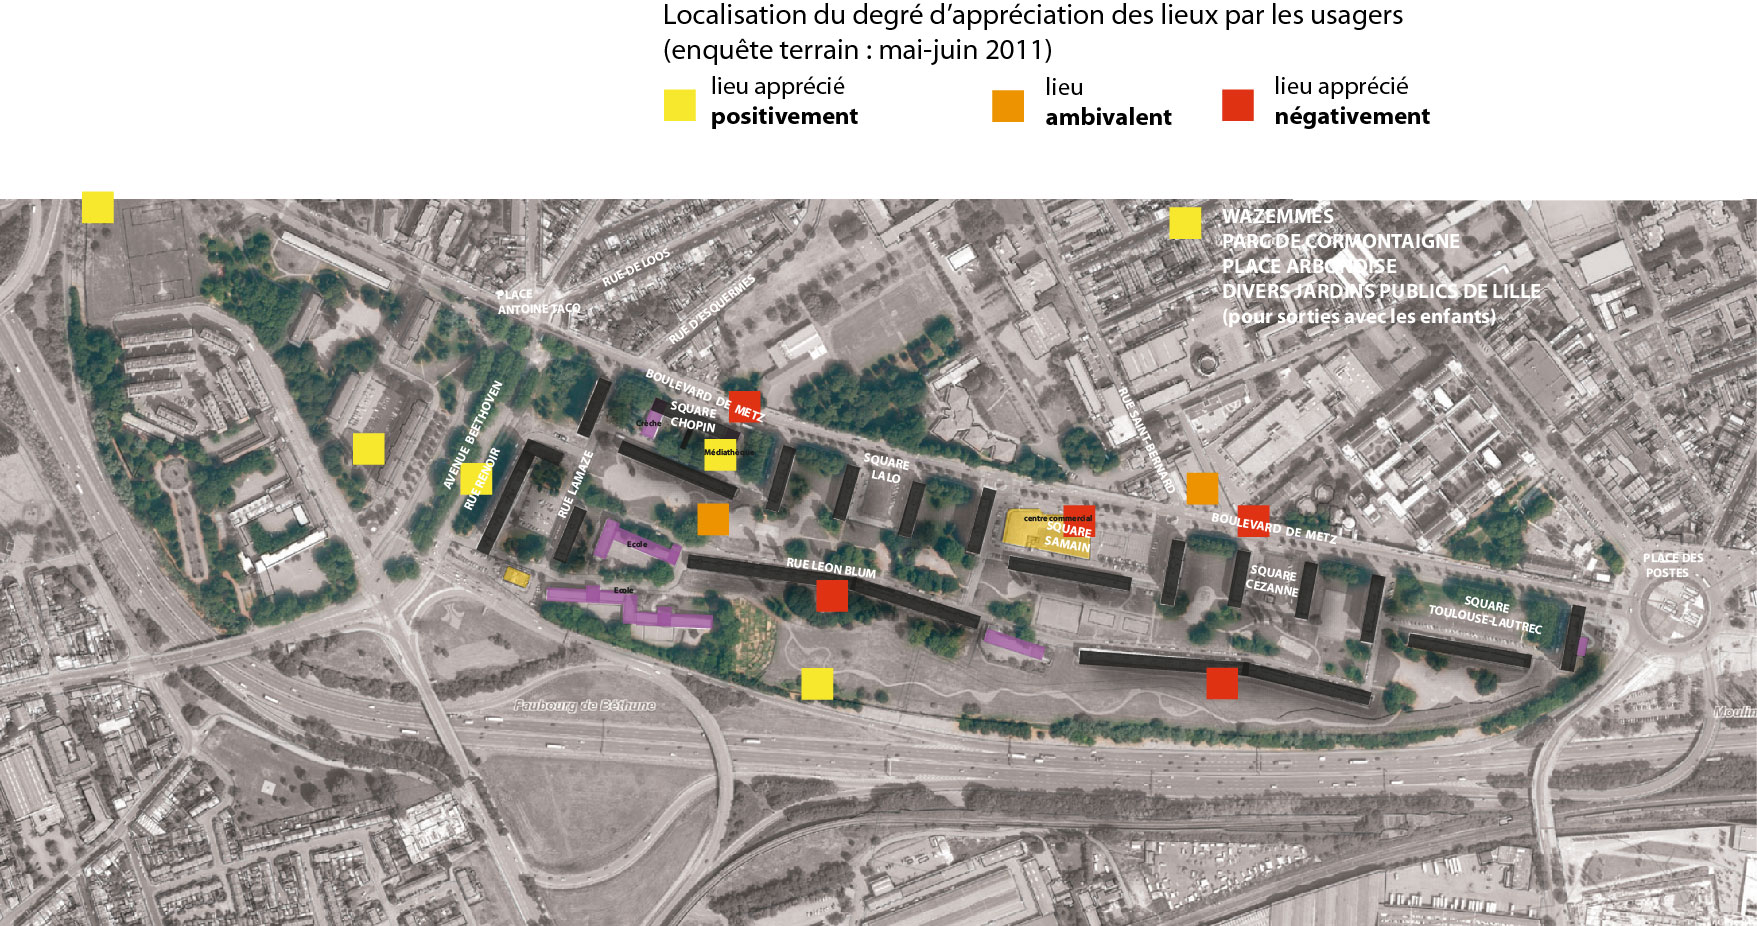 Localisation du degré d’appréciation des lieux par les usagers
(enquête terrain : mai-juin 2011)
lieu apprécié
positivement
lieu
ambivalent
lieu apprécié
négativement
WAZEMMES
PARC DE CORMONTAIGNE
PLACE ARBONOISE
DIVERS JARDINS PUBLICS DE LILLE
(pour sorties avec les enfants)
RUE DE LOOS
PLACE
ANTOINE TACQ
RUE D'ESQUERMES
BOULEVARD DE METZ
AVENUE BEETHOVEN
RUE RENOIR
RUE LAMAZE
Crèche
SQUARE
CHOPIN
Médiathèque
SQUARE
LALO
RUE SAINT-BERNARD
centre commercial
SQUARE
SAMAIN
BOULEVARD DE METZ
Ecole
Ecole
RUE LEON BLUM
SQUARE
CEZANNE
SQUARE
TOULOUSE-LAUTREC
PLACE DES
POSTES
Faubourg de Béthune
Moulin